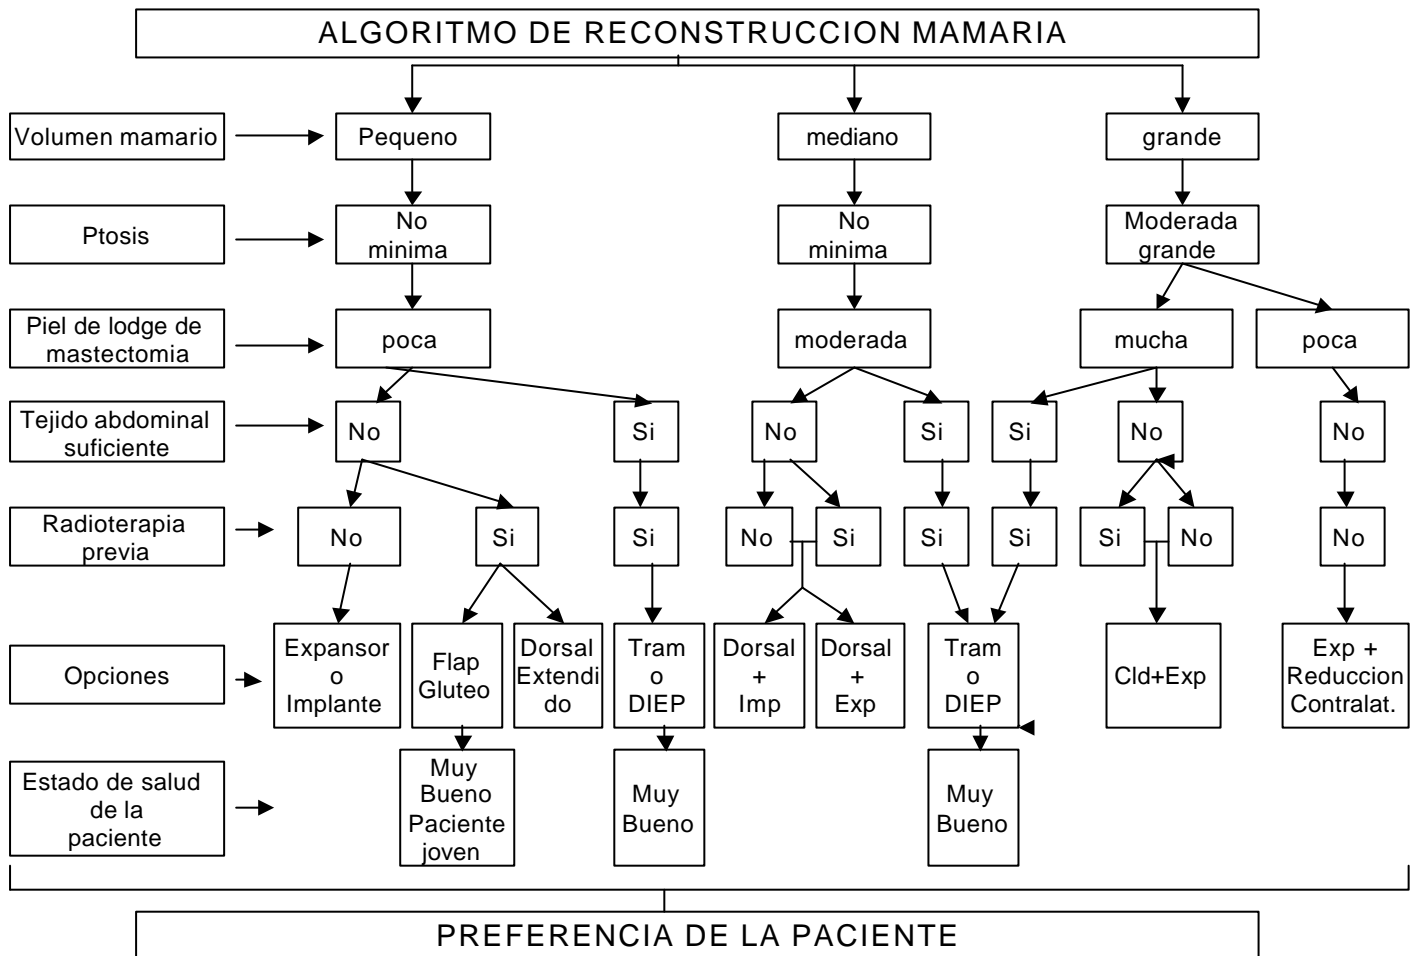 ALGORITMO DE RECONSTRUCCION MAMARIA
Volumen mamario
Pequeno
mediano
grande
Ptosis
No
minima
No
minima
Moderada
grande
Piel de lodge de
mastectomia
poca
moderada
mucha
poca
Tejido abdominal
suficiente
No
Si
No
Si
Si
No
No
Radioterapia
previa
No
Si
Si
No
Si
Si
Si
Si
No
No
Opciones
Expansor
o
Implante
Flap
Gluteo
Dorsal
Extendi
do
Tram
o
DIEP
Dorsal
+
Imp
Dorsal
+
Exp
Tram
o
DIEP
Cld+Exp
Exp +
Reduccion
Contralat.
Estado de salud
de la
paciente
Muy
Bueno
Paciente
joven
Muy
Bueno
Muy
Bueno
PREFERENCIA DE LA PACIENTE